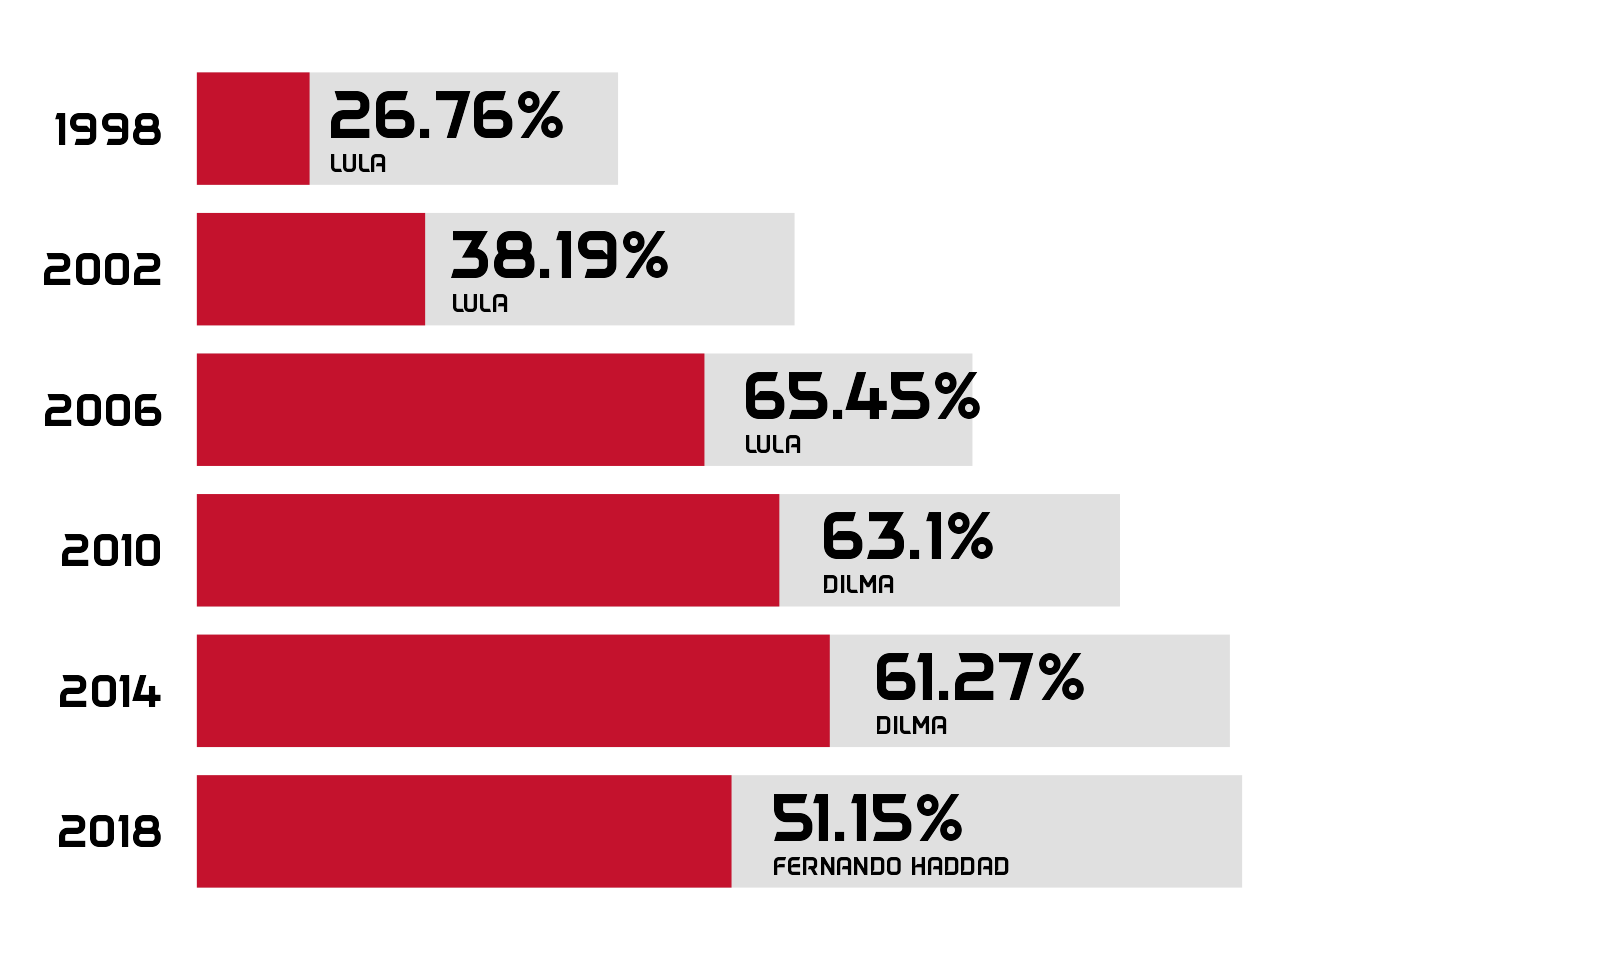 1998
26.76%
LULA
2002
38.19%
LULA
2006
65.45%
LULA
2010
63.1%
DILMA
2014
61.27%
DILMA
2018
51.15%
FERNANDO HADDAD